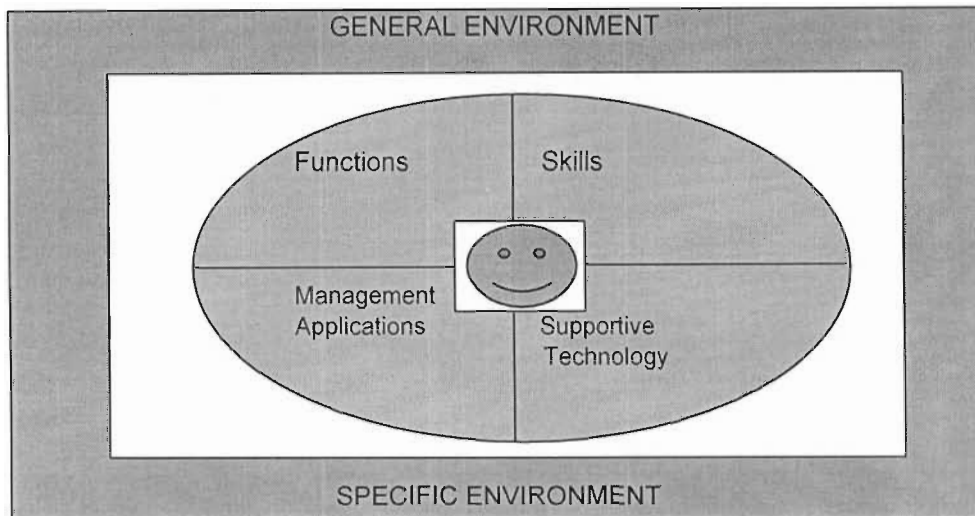 GENERAL ENVIRONMENT
Functions
Skills
Management
Applications
Supportive
Technology
SPECIFIC ENVIRONMENT